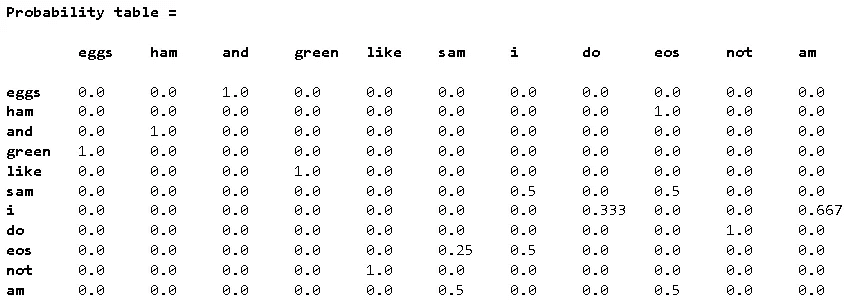 Probability table =
eggs ham and green like sam i do eos not am
eggs 0.0 0.0 1.0 0.0 0.0 0.0 0.0 0.0 0.0 0.0 0.0
ham 0.0 0.0 0.0 0.0 0.0 0.0 0.0 0.0 1.0 0.0 0.0
and 0.0 1.0 0.0 0.0 0.0 0.0 0.0 0.0 0.0 0.0 0.0
green 1.0 0.0 0.0 0.0 0.0 0.0 0.0 0.0 0.0 0.0 0.0
like 0.0 0.0 0.0 1.0 0.0 0.0 0.0 0.0 0.0 0.0 0.0
sam 0.0 0.0 0.0 0.0 0.0 0.0 0.5 0.0 0.5 0.0 0.0
i 0.0 0.0 0.0 0.0 0.0 0.0 0.0 0.333 0.0 0.0 0.667
do 0.0 0.0 0.0 0.0 0.0 0.0 0.0 0.0 0.0 1.0 0.0
eos 0.0 0.0 0.0 0.0 0.0 0.25 0.5 0.0 0.0 0.0 0.0
not 0.0 0.0 0.0 0.0 1.0 0.0 0.0 0.0 0.0 0.0 0.0
am 0.0 0.0 0.0 0.0 0.0 0.5 0.0 0.0 0.5 0.0 0.0